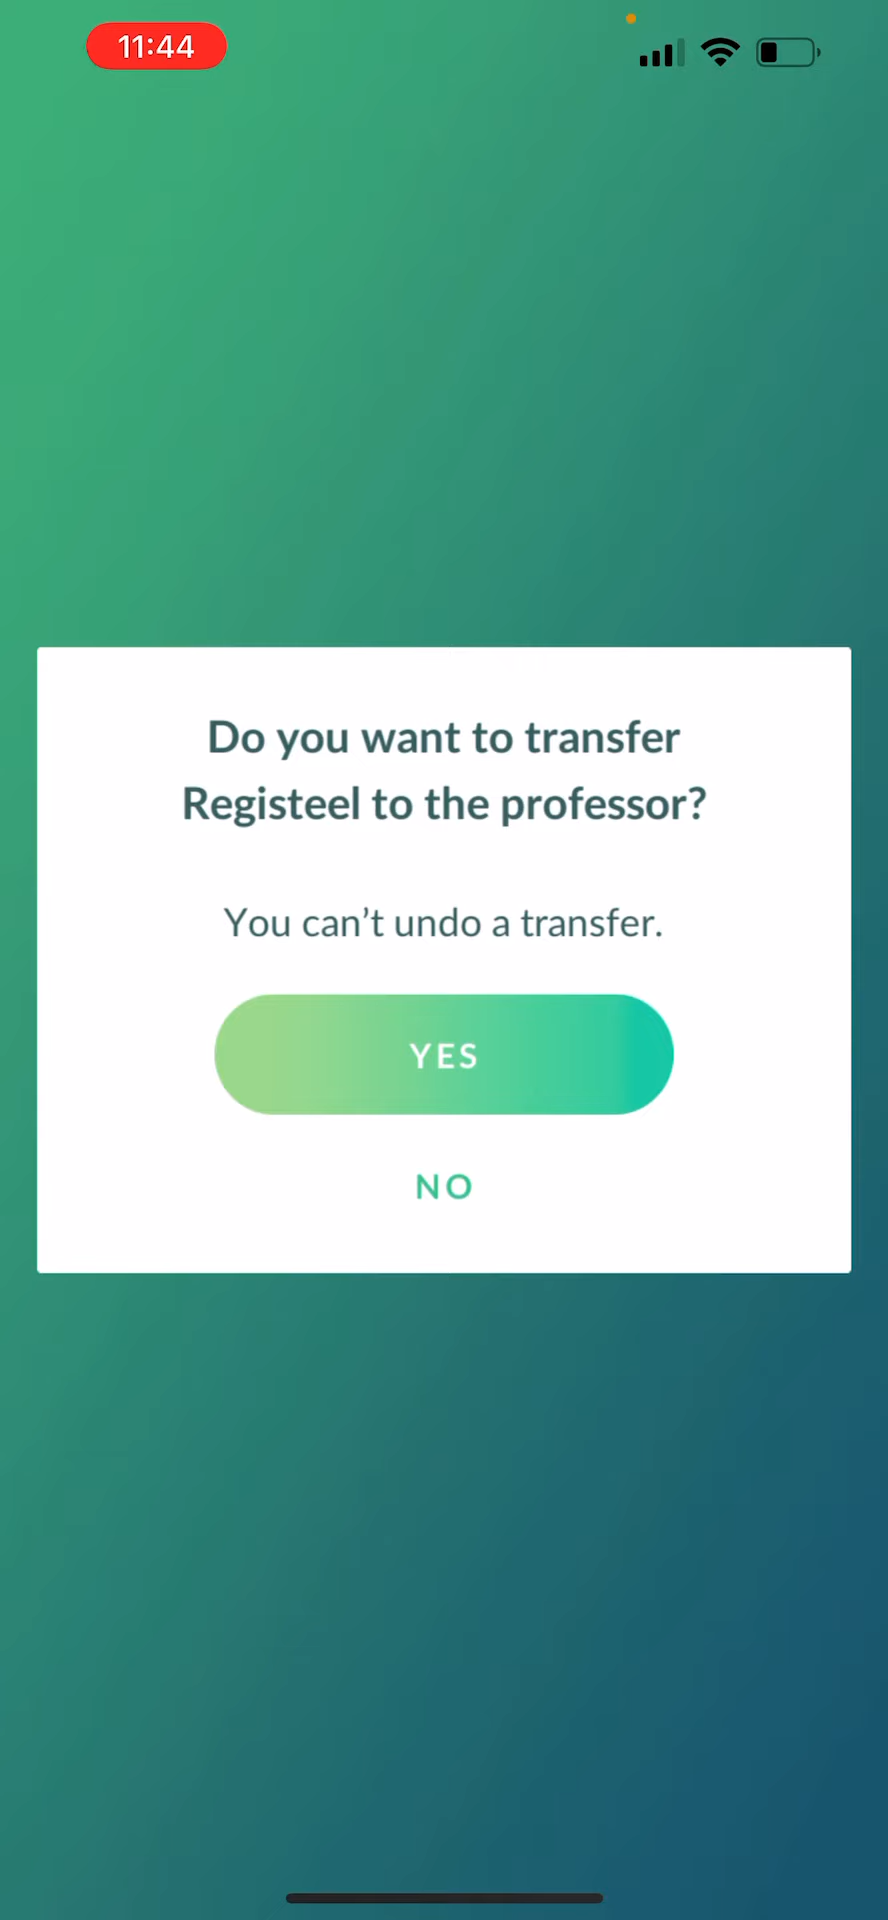 11:44
Do you want to transfer
Registeel to the professor?
You can’t undo a transfer.
YES
NO